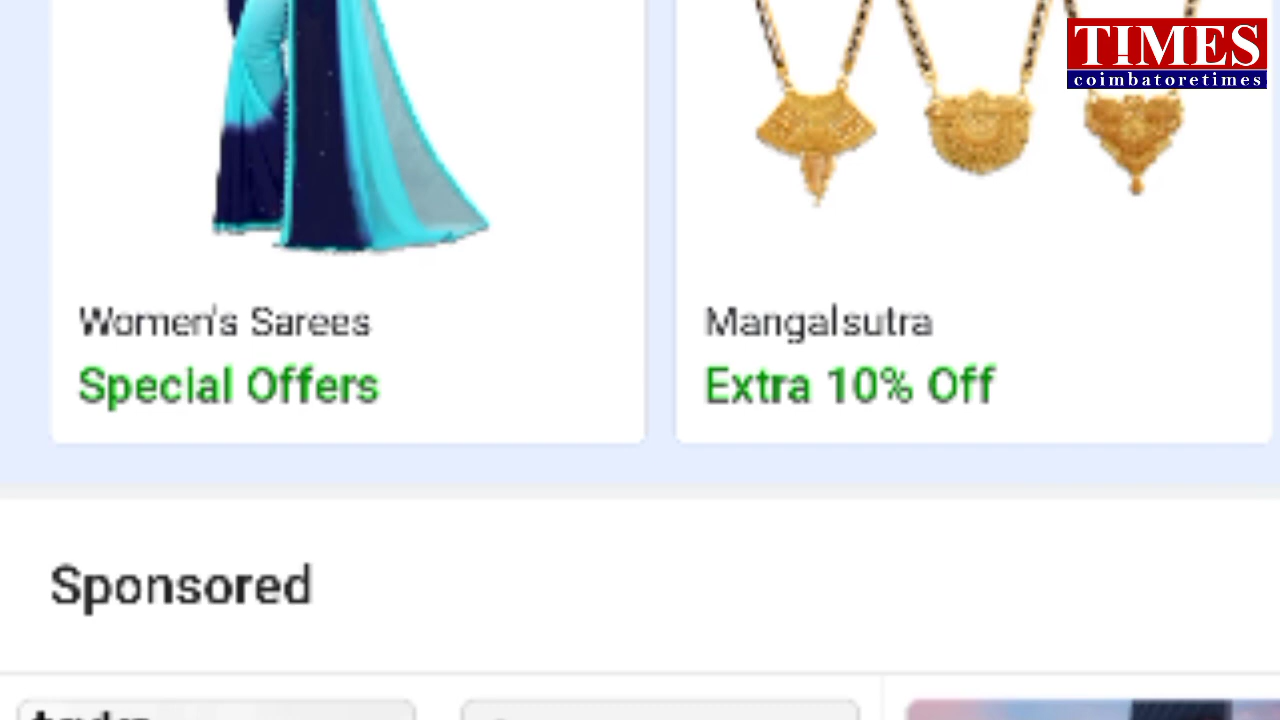 TIMES
coimbatoretimes
Women's Sarees
Special Offers
Mangalsutra
Extra 10% Off
Sponsored